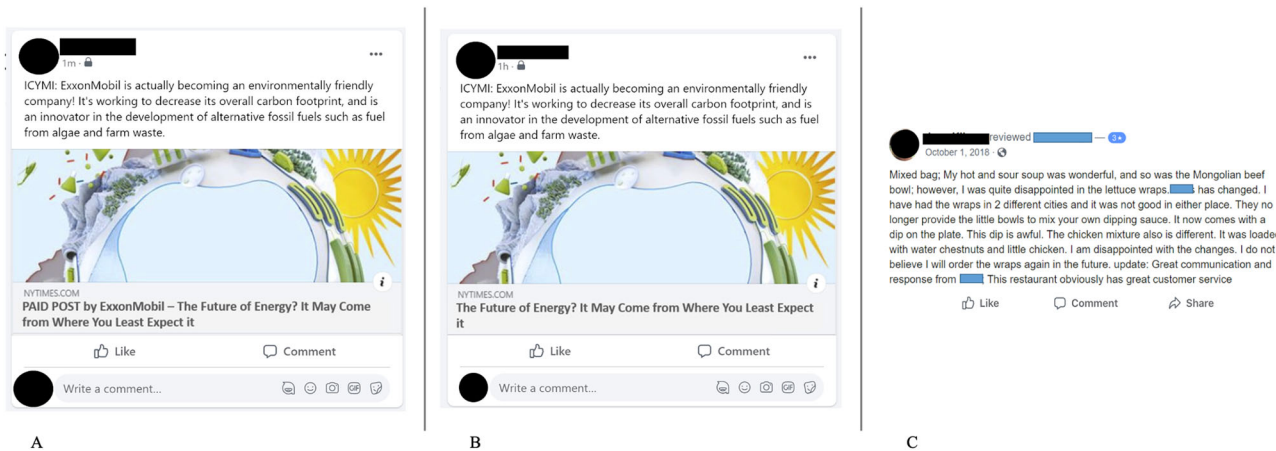 1m
ICYMI: ExxonMobil is actually becoming an environmentally friendly
company! It's working to decrease its overall carbon footprint, and is
an innovator in the development of alternative fossil fuels such as fuel
from algae and farm waste.
i
NYTIMES.COM
PAID POST by ExxonMobil – The Future of Energy? It May Come
from Where You Least Expect it
Like
Comment
Write a comment...
GIF
A
1h
ICYMI: ExxonMobil is actually becoming an environmentally friendly
company! It's working to decrease its overall carbon footprint, and is
an innovator in the development of alternative fossil fuels such as fuel
from algae and farm waste.
i
NYTIMES.COM
The Future of Energy? It May Come from Where You Least Expect
it
Like
Comment
Write a comment...
GIF
B
reviewed — 3★
October 1, 2018
Mixed bag; My hot and sour soup was wonderful, and so was the Mongolian beef
bowl; however, I was quite disappointed in the lettuce wraps. has changed. I
have had the wraps in 2 different cities and it was not good in either place. They no
longer provide the little bowls to mix your own dipping sauce. It now comes with a
dip on the plate. This dip is awful. The chicken mixture also is different. It was loade
with water chestnuts and little chicken. I am disappointed with the changes. I do not
believe I will order the wraps again in the future. update: Great communication and
response from This restaurant obviously has great customer service
Like
Comment
Share
C